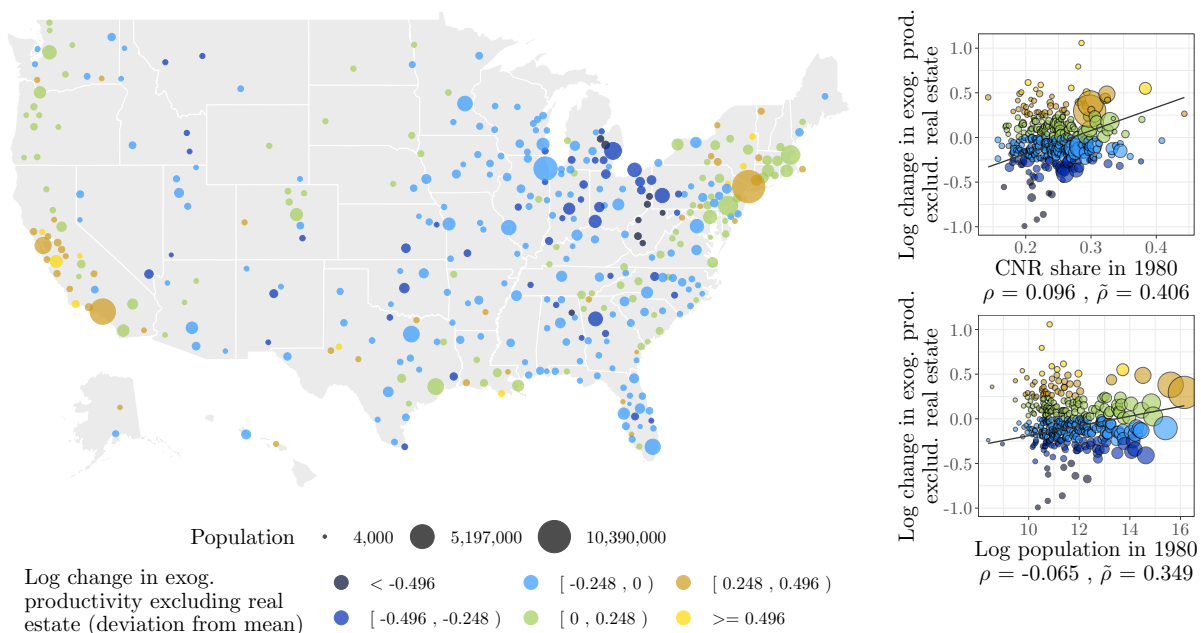 Log change in exog. prod.
exclud. real estate
1.0
0.5
0.0
-0.5
-1.0
0.2
0.3
0.4
CNR share in 1980
ρ = 0.096 , ρ̃ = 0.406
Log change in exog. prod.
exclud. real estate
1.0
0.5
0.0
-0.5
-1.0
10
12
14
16
Log population in 1980
ρ = -0.065 , ρ̃ = 0.349
Population
4,000
5,197,000
10,390,000
Log change in exog.
productivity excluding real
estate (deviation from mean)
< -0.496
[ -0.248 , 0 )
[ 0.248 , 0.496 )
[ -0.496 , -0.248 )
[ 0 , 0.248 )
>= 0.496